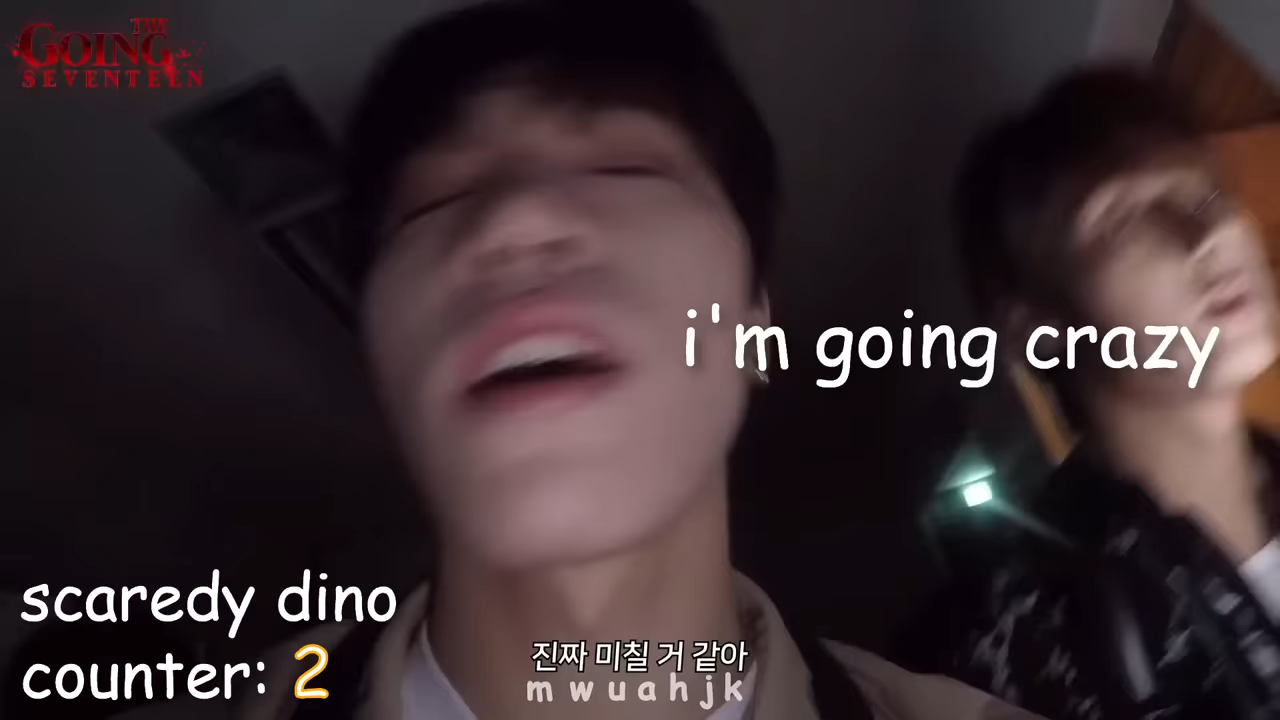 THE
GOING
SEVENTEEN
i'm going crazy
scaredy dino
counter: 2
진짜 미칠 거 같아
mwuahjk